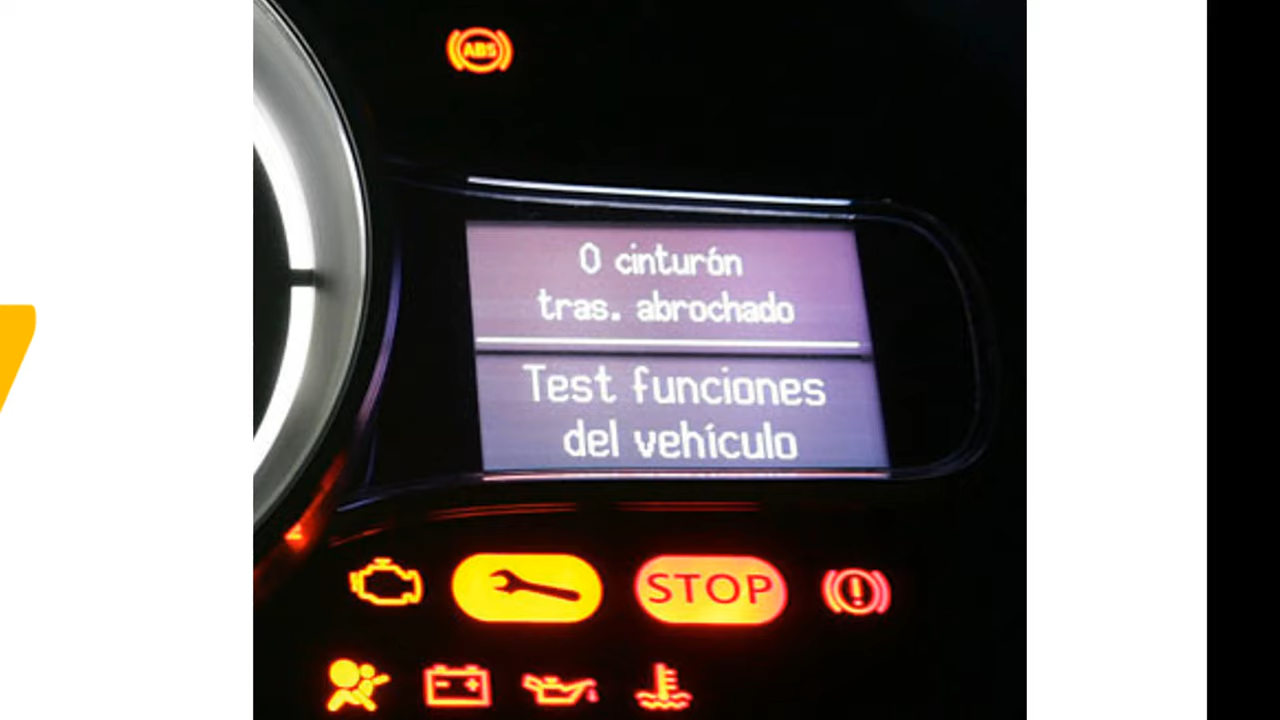 ABS
0 cinturón
tras. abrochado
Test funciones
del vehículo
STOP